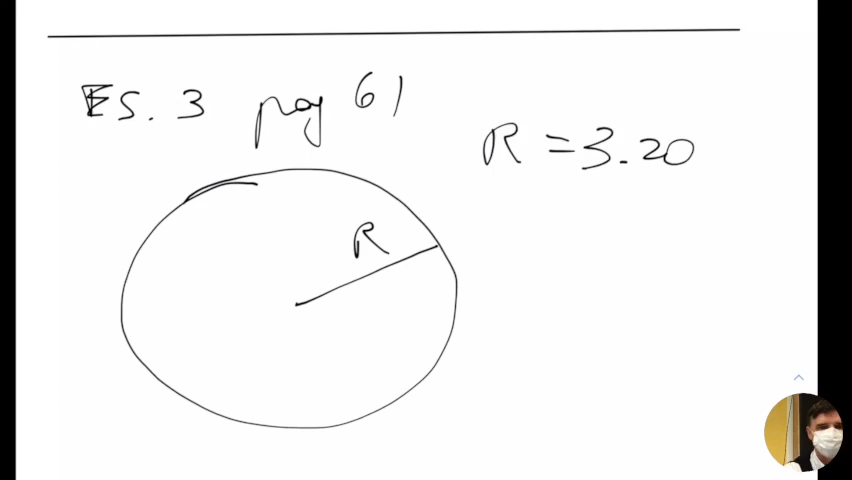 ES. 3 pag 61
R = 3.20
R